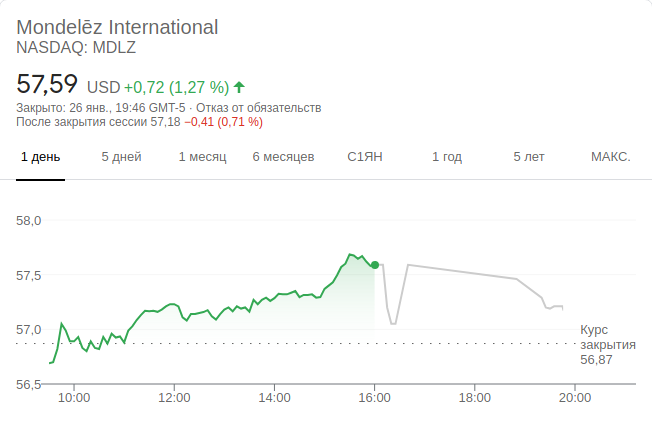 Mondelēz International
NASDAQ: MDLZ
57,59 USD +0,72 (1,27 %)
Закрыто: 26 янв., 19:46 GMT-5 · Отказ от обязательств
После закрытия сессии 57,18 −0,41 (0,71 %)
1 день 5 дней 1 месяц 6 месяцев С1ЯН 1 год 5 лет МАКС.
58,0
57,5
57,0
Курс
закрытия
56,87
56,5
10:00 12:00 14:00 16:00 18:00 20:00